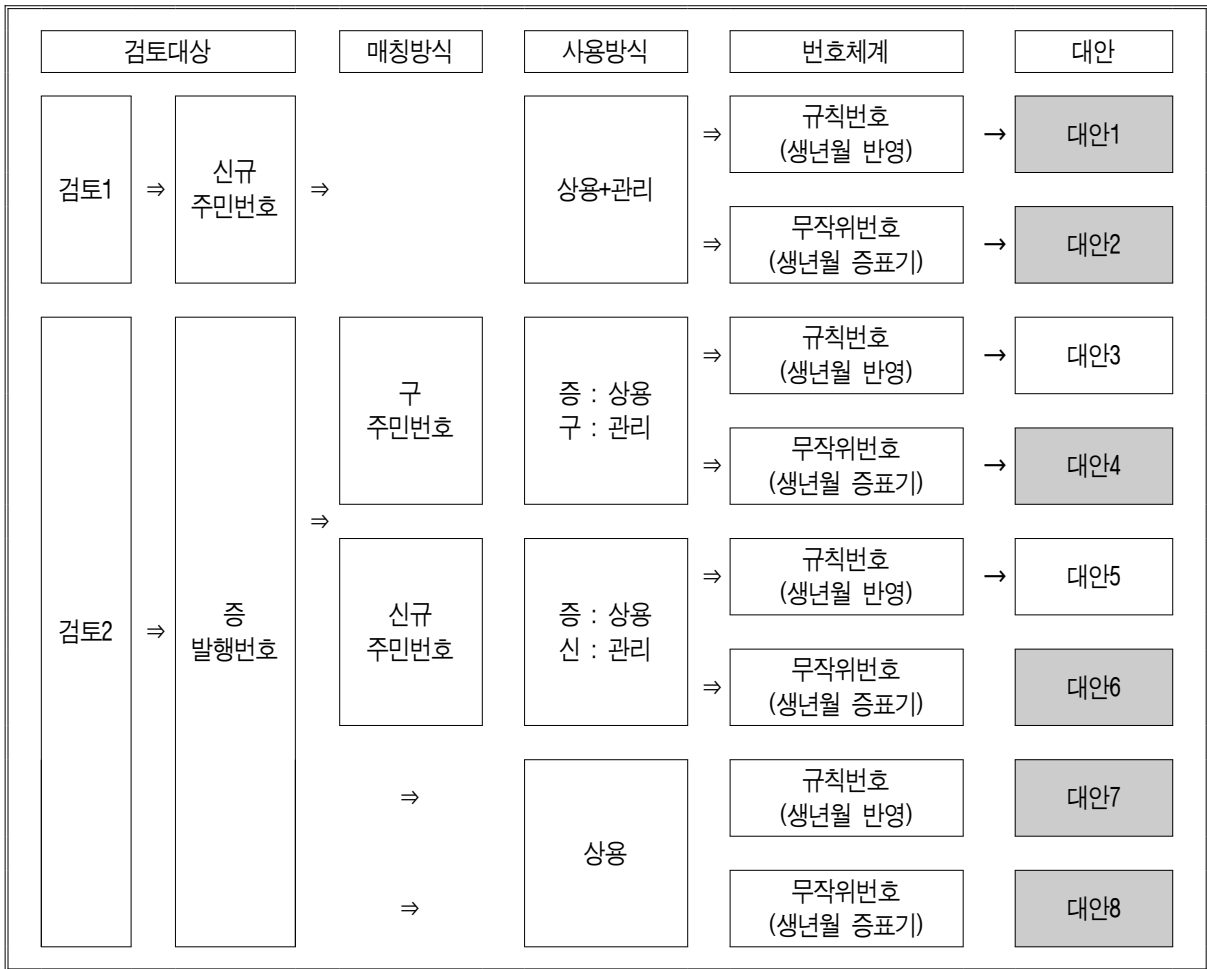 검토대상 매칭방식 사용방식 번호체계 대안
검토1 ⇒ 신규
주민번호 ⇒ 상용+관리
⇒ 규칙번호
(생년월 반영) → 대안1
⇒ 무작위번호
(생년월 증표기) → 대안2
검토2 ⇒ 증
발행번호 ⇒
구
주민번호
증 : 상용
구 : 관리
⇒ 규칙번호
(생년월 반영) → 대안3
⇒ 무작위번호
(생년월 증표기) → 대안4
신규
주민번호
증 : 상용
신 : 관리
⇒ 규칙번호
(생년월 반영) → 대안5
⇒ 무작위번호
(생년월 증표기) 대안6
⇒ 상용
규칙번호
(생년월 반영) 대안7
⇒ 무작위번호
(생년월 증표기) 대안8